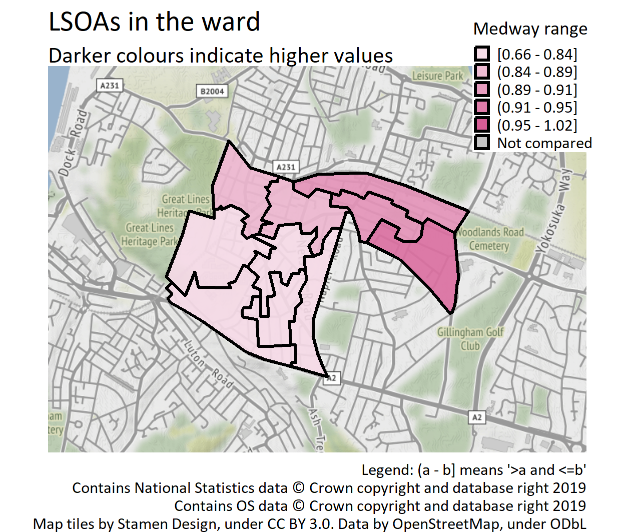 LSOAs in the ward
Darker colours indicate higher values
Medway range
[0.66 - 0.84]
(0.84 - 0.89]
(0.89 - 0.91]
(0.91 - 0.95]
(0.95 - 1.02]
Not compared
Leisure Park
A231
B2004
Dock Road
A231
Great Lines
Great Lines
Heritage Park
Woodlands Road
Cemetery
Yokosuka Way
Gillingham Golf
Club
Luton Road
A2
A2
Ash Tre
Legend: (a - b] means '>a and <=b'
Contains National Statistics data © Crown copyright and database right 2019
Contains OS data © Crown copyright and database right 2019
Map tiles by Stamen Design, under CC BY 3.0. Data by OpenStreetMap, under ODbL